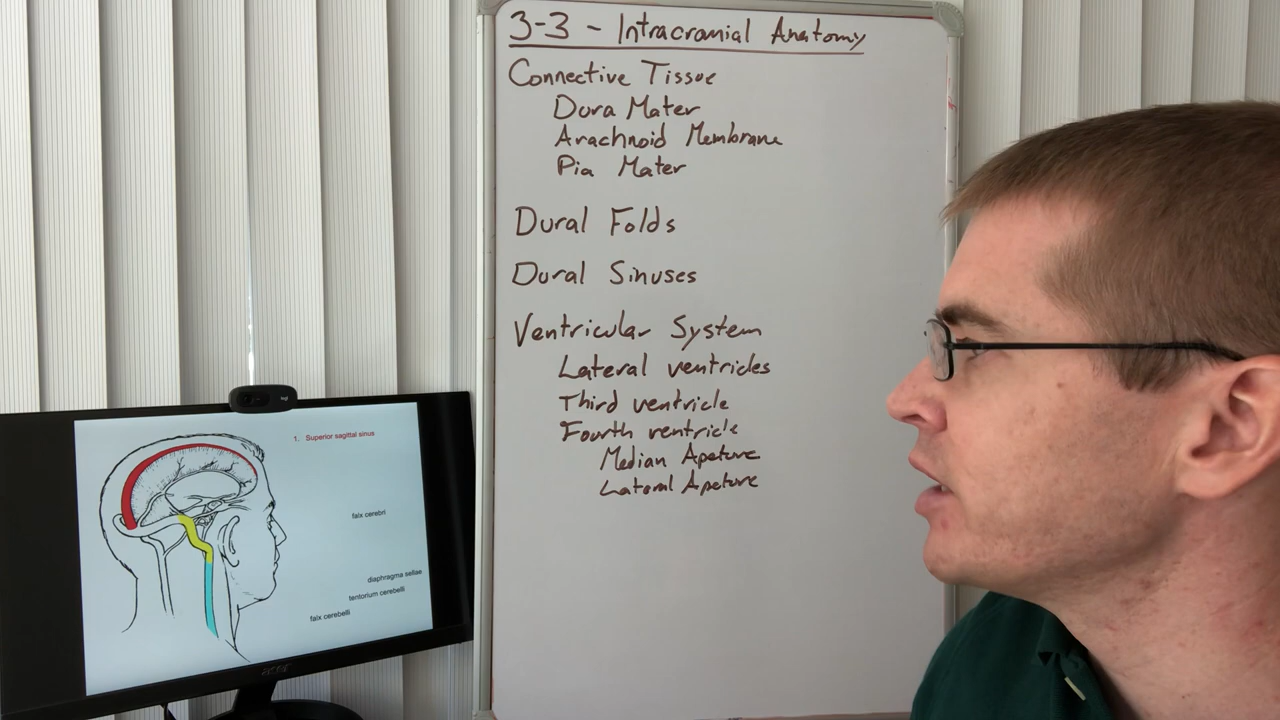 3-3 - Intracranial Anatomy
Connective Tissue
Dura Mater
Arachnoid Membrane
Pia Mater
Dural Folds
Dural Sinuses
Ventricular System
Lateral ventricles
Third ventricle
Fourth ventricle
Median Apeture
Lateral Apeture
1. Superior sagittal sinus
falx cerebri
diaphragma sellae
tentorium cerebelli
falx cerebelli